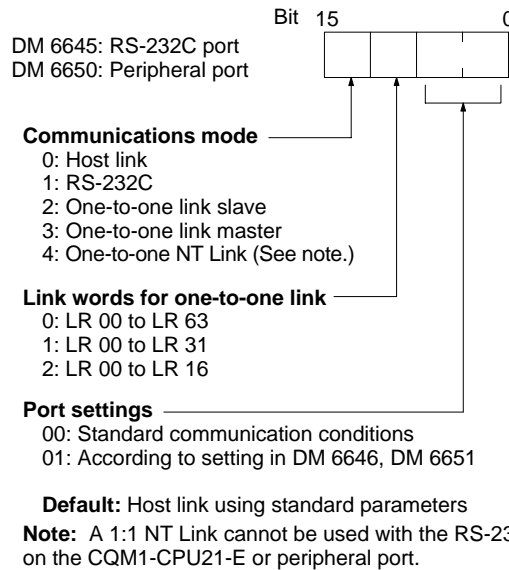 Bit 15 0
DM 6645: RS-232C port
DM 6650: Peripheral port
Communications mode
0: Host link
1: RS-232C
2: One-to-one link slave
3: One-to-one link master
4: One-to-one NT Link (See note.)
Link words for one-to-one link
0: LR 00 to LR 63
1: LR 00 to LR 31
2: LR 00 to LR 16
Port settings
00: Standard communication conditions
01: According to setting in DM 6646, DM 6651
Default: Host link using standard parameters
Note: A 1:1 NT Link cannot be used with the
on the CQM1-CPU21-E or peripheral port.